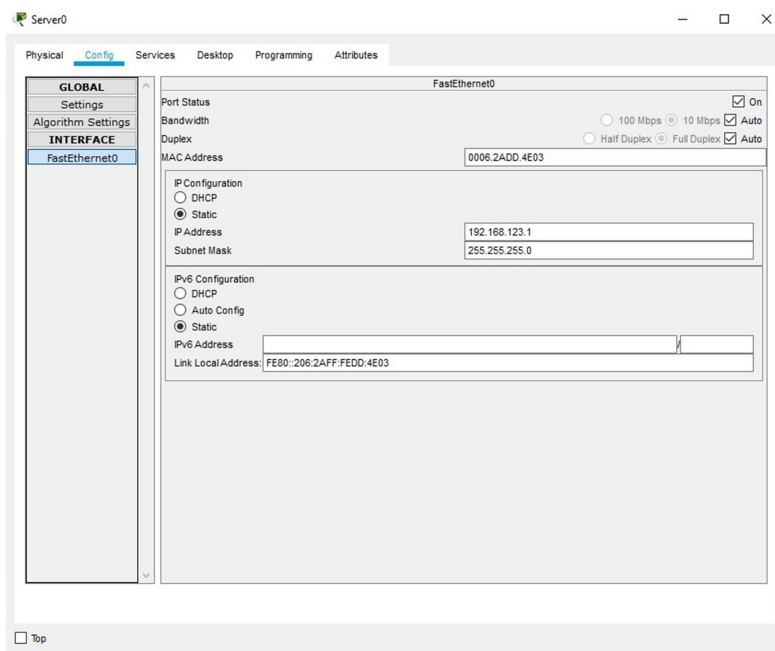 Server0
Physical Config Services Desktop Programming Attributes
GLOBAL
Settings
Algorithm Settings
INTERFACE
FastEthernet0
FastEthernet0
Port Status On
Bandwidth 100 Mbps 10 Mbps Auto
Duplex Half Duplex Full Duplex Auto
MAC Address 0006.2ADD.4E03
IP Configuration
DHCP
Static
IP Address 192.168.123.1
Subnet Mask 255.255.255.0
IPv6 Configuration
DHCP
Auto Config
Static
IPv6 Address /
Link Local Address: FE80::206:2AFF:FEDD:4E03
Top